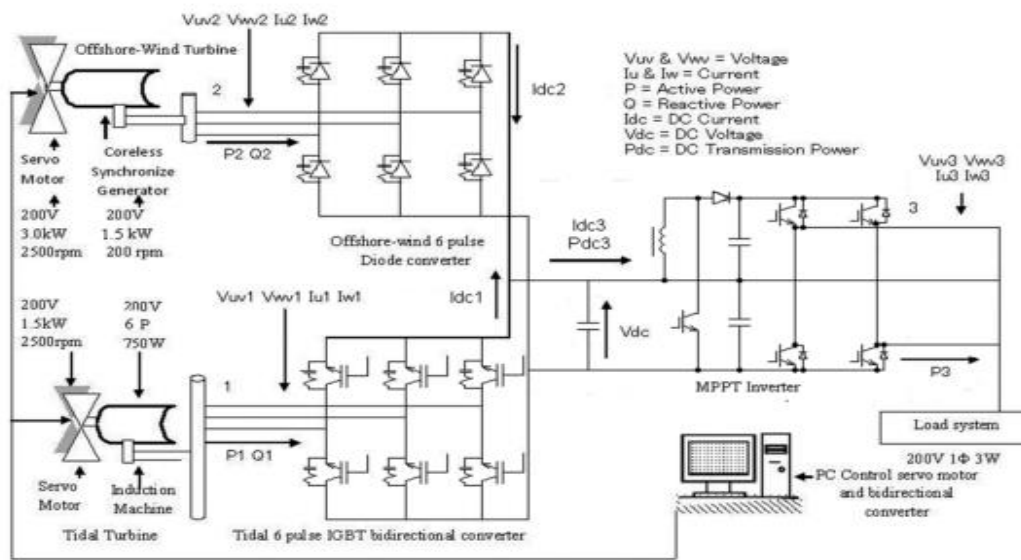 Vuv2 Vwv2 Iu2 Iw2
Offshore-Wind Turbine
2
Idc2
P2 Q2
Servo
Motor
Coreless
Synchronize
Generator
200V
3.0kW
2500rpm
200V
1.5 kW
200 rpm
Offshore-wind 6 pulse
Diode converter
Vuv & Vwv = Voltage
Iu & Iw = Current
P = Active Power
Q = Reactive Power
Idc = DC Current
Vdc = DC Voltage
Pdc = DC Transmission Power
Vuv3 Vwv3
Iu3 Iw3
3
Idc3
Pdc3
Idc1
Vdc
MPPT Inverter
P3
Load system
200V 1Φ 3W
PC Control servo motor
and bidirectional
converter
200V
1.5kW
2500rpm
200V
6 P
750W
Vuv1 Vwv1 Iu1 Iw1
1
P1 Q1
Servo
Motor
Induction
Machine
Tidal Turbine
Tidal 6 pulse IGBT bidirectional converter